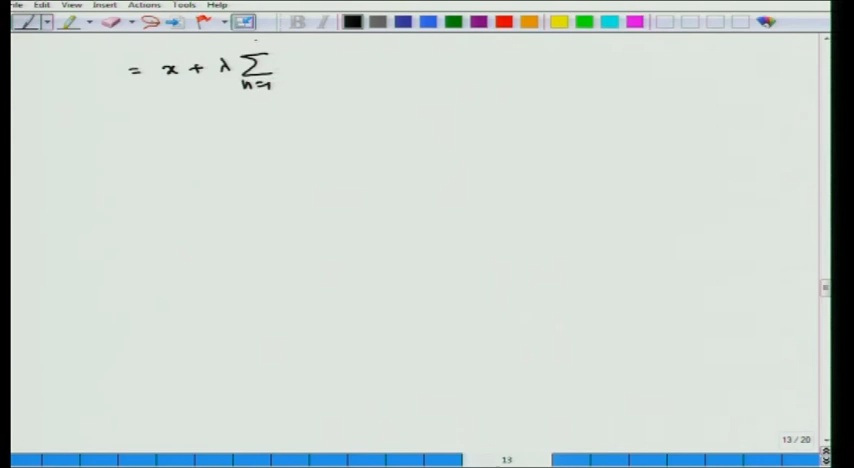 File Edit View Insert Actions Tools Help
B I
= x + λ ∑
n=1
13 / 20
13